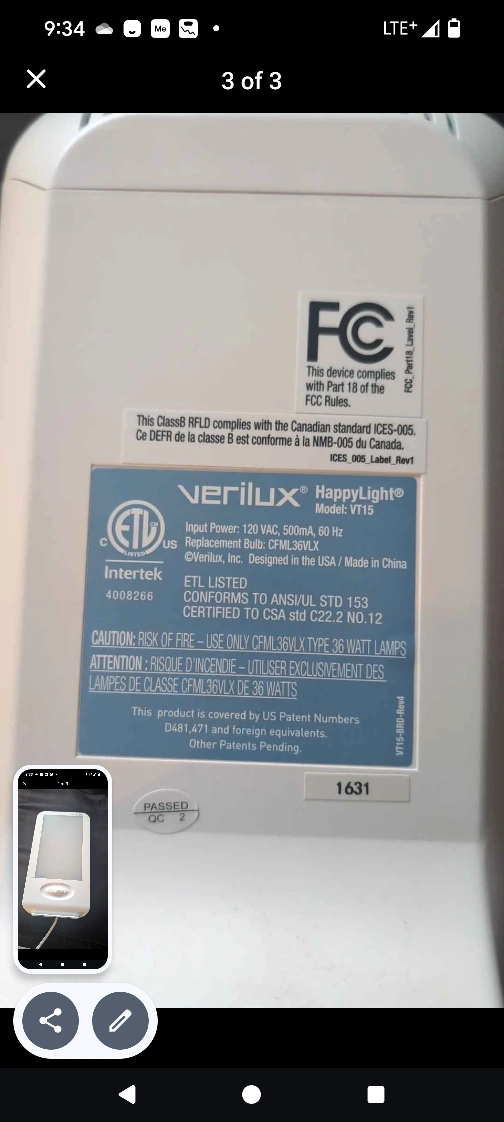 9:34
Me
LTE+
3 of 3
FC
This device complies
with Part 18 of the
FCC Rules.
FCC_Part18_Lavel_Rev1
This ClassB RFLD complies with the Canadian standard ICES-005.
Ce DEFR de la classe B est conforme à la NMB-005 du Canada.
ICES_005_Label_Rev1
verilux® HappyLight®
Model: VT15
Input Power: 120 VAC, 500mA, 60 Hz
Replacement Bulb: CFML36VLX
©Verilux, Inc. Designed in the USA / Made in China
C ETL US
LISTED
Intertek
4008266
ETL LISTED
CONFORMS TO ANSI/UL STD 153
CERTIFIED TO CSA std C22.2 NO.12
CAUTION: RISK OF FIRE – USE ONLY CFML36VLX TYPE 36 WATT LAMPS
ATTENTION : RISQUE D'INCENDIE – UTILISER EXCLUSIVEMENT DES
LAMPES DE CLASSE CFML36VLX DE 36 WATTS
This product is covered by US Patent Numbers
D481,471 and foreign equivalents.
Other Patents Pending.
VT15-BRD-Rev4
1631
PASSED
QC 2